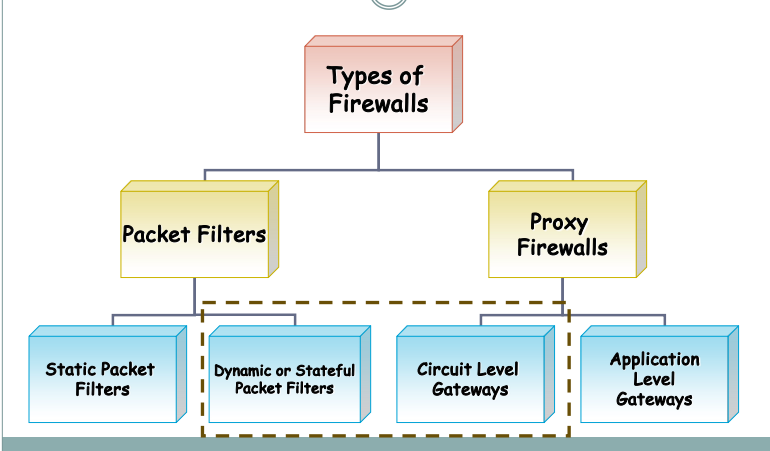 Types of
Firewalls
Packet Filters
Proxy
Firewalls
Static Packet
Filters
Dynamic or Stateful
Packet Filters
Circuit Level
Gateways
Application
Level
Gateways